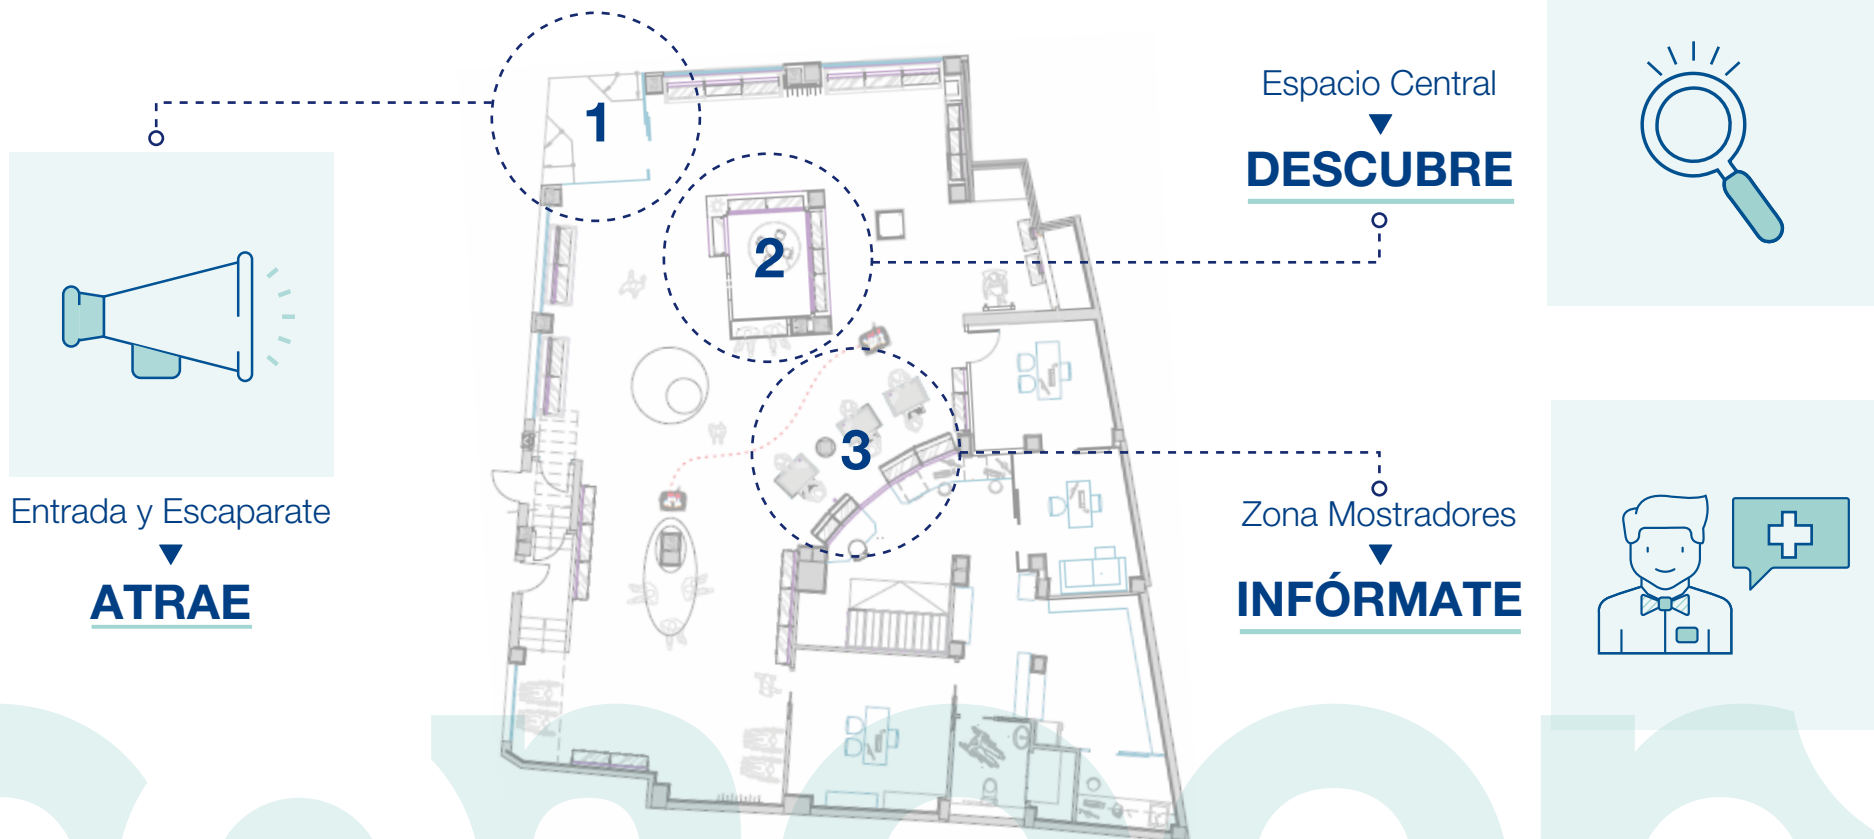 1
Espacio Central
DESCUBRE
2
3
Entrada y Escaparate
ATRAE
Zona Mostradores
INFÓRMATE